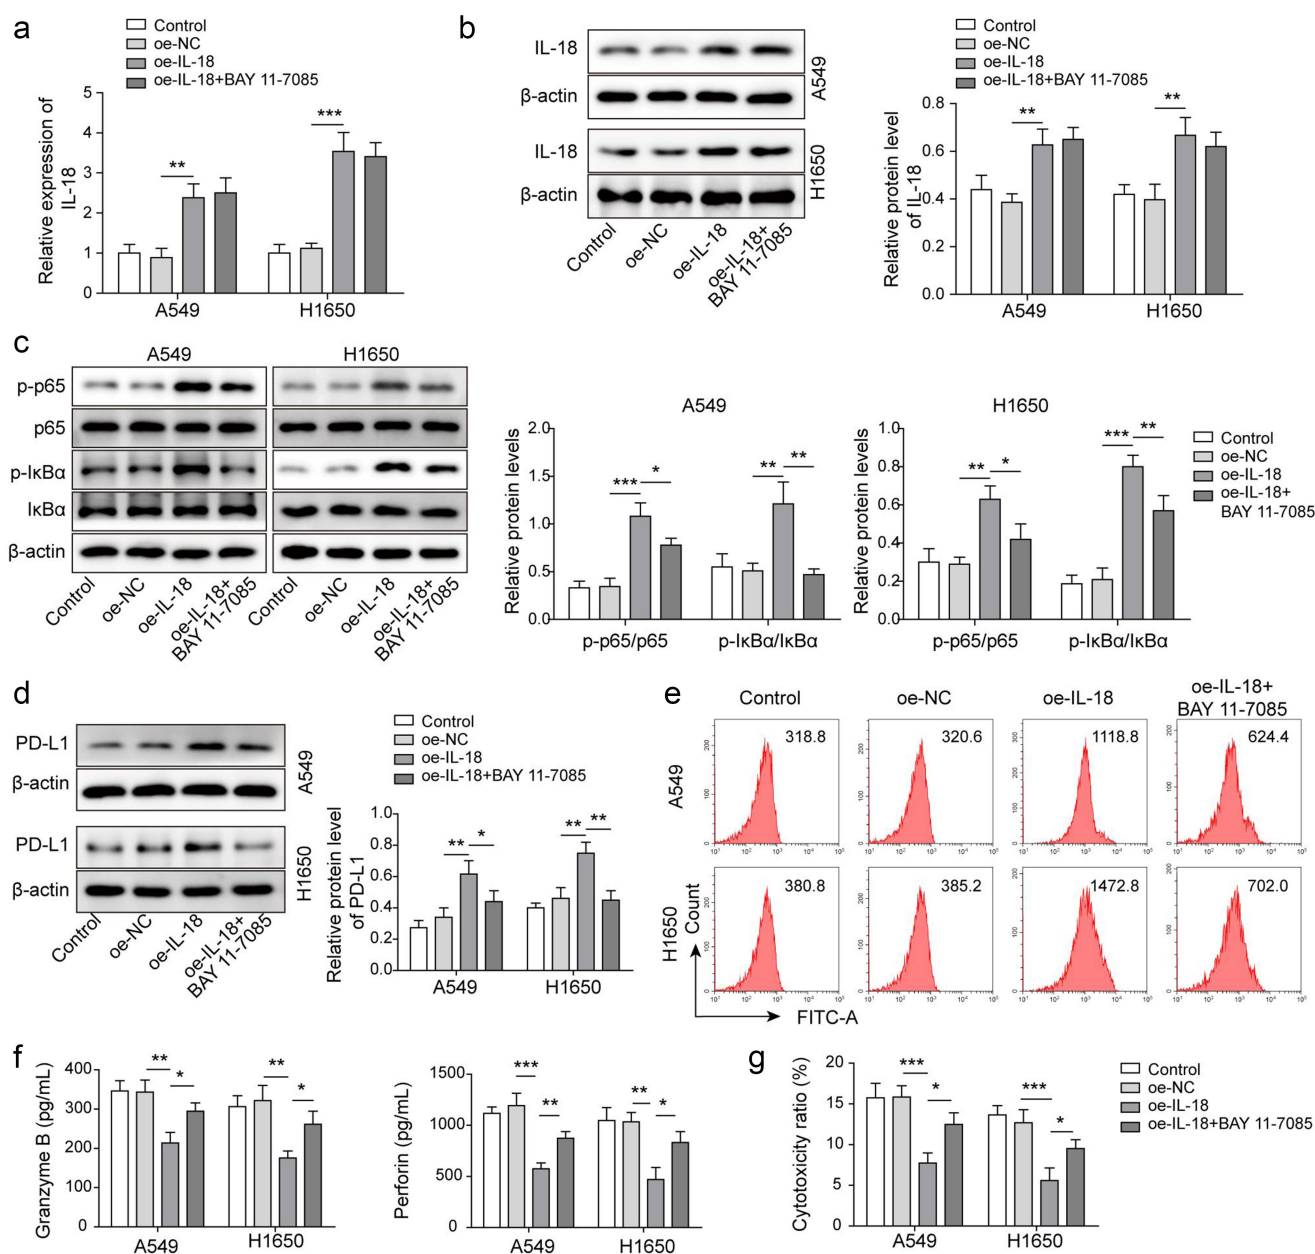 a
Control
oe-NC
oe-IL-18
oe-IL-18+BAY 11-7085
Relative expression of
IL-18
5
4
3
2
1
0
**
***
A549
H1650
b
IL-18
β-actin
A549
IL-18
β-actin
H1650
Control
oe-NC
oe-IL-18
oe-IL-18+
BAY 11-7085
Control
oe-NC
oe-IL-18
oe-IL-18+BAY 11-7085
Relative protein level
of IL-18
0.8
0.6
0.4
0.2
0.0
**
**
A549
H1650
c
A549
H1650
p-p65
p65
p-IκBα
IκBα
β-actin
Control
oe-NC
oe-IL-18
oe-IL-18+
BAY 11-7085
Control
oe-NC
oe-IL-18
oe-IL-18+
BAY 11-7085
A549
Relative protein levels
2.0
1.5
1.0
0.5
0.0
***
*
**
**
p-p65/p65
p-IκBα/IκBα
H1650
Relative protein levels
1.0
0.8
0.6
0.4
0.2
0.0
**
*
***
**
p-p65/p65
p-IκBα/IκBα
Control
oe-NC
oe-IL-18
oe-IL-18+
BAY 11-7085
d
PD-L1
β-actin
A549
PD-L1
β-actin
H1650
Control
oe-NC
oe-IL-18
oe-IL-18+
BAY 11-7085
Control
oe-NC
oe-IL-18
oe-IL-18+BAY 11-7085
Relative protein level
of PD-L1
1.0
0.8
0.6
0.4
0.2
0.0
**
*
**
**
A549
H1650
e
Control
oe-NC
oe-IL-18
oe-IL-18+
BAY 11-7085
A549
318.8
320.6
1118.8
624.4
H1650
380.8
385.2
1472.8
702.0
Count
FITC-A
f
Granzyme B (pg/mL)
400
300
200
100
0
**
*
**
*
A549
H1650
Perforin (pg/mL)
1500
1000
500
0
***
**
**
*
A549
H1650
g
Cytotoxicity ratio (%)
20
15
10
5
0
***
*
***
*
A549
H1650
Control
oe-NC
oe-IL-18
oe-IL-18+BAY 11-7085